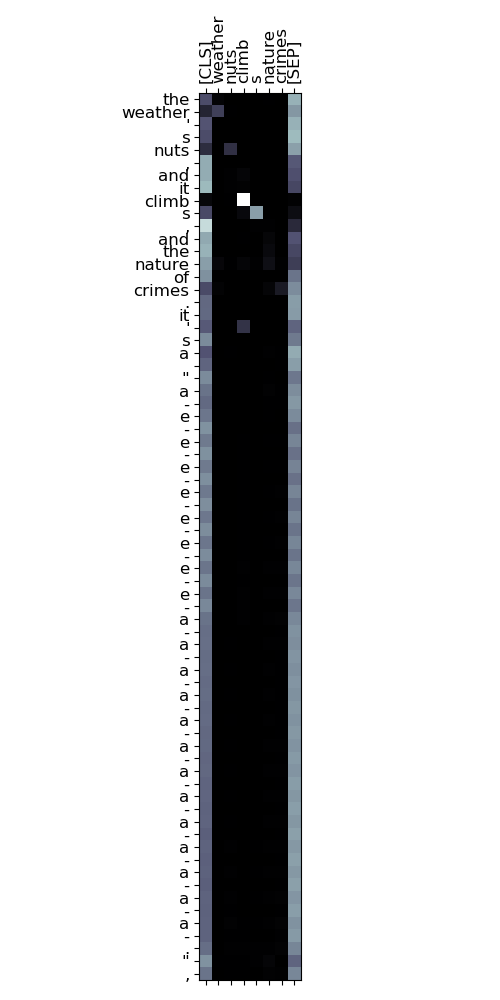 [CLS]
weather
nuts
climb
s
nature
crimes
[SEP]
the
weather
'
s
nuts
,
and
it
climb
s
,
and
the
nature
of
crimes
.
it
'
s
a
-
"
a
-
e
-
e
-
e
-
e
-
e
-
e
-
e
-
e
-
a
-
a
-
a
-
a
-
a
-
a
-
a
-
a
-
a
-
a
-
a
-
a
-
a
-
.
"
,